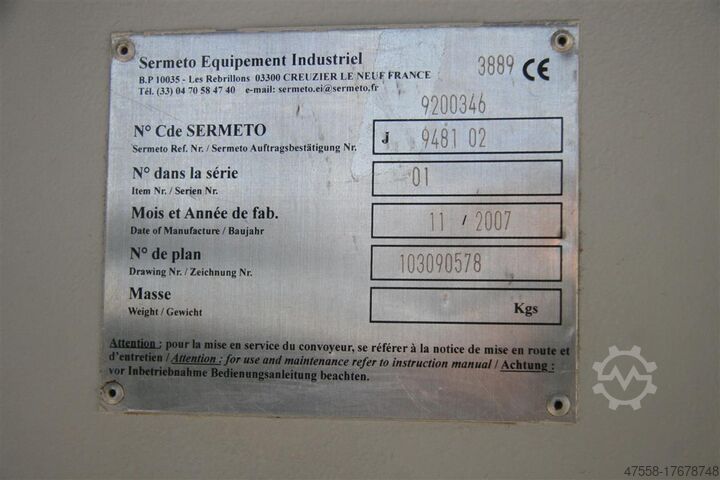 Sermeto Equipement Industriel 3889 CE
B.P 10035 - Les Rebrillons 03300 CREUZIER LE NEUF FRANCE
Tél. (33) 04 70 58 47 40 e-mail: sermeto.ei@sermeto.fr
9200346
N° Cde SERMETO J 9481 02
Sermeto Ref. Nr. / Sermeto Auftragsbestätigung Nr.
N° dans la série 01
Item Nr. / Serien Nr.
Mois et Année de fab. 11 / 2007
Date of Manufacture / Baujahr
N° de plan 103090578
Drawing Nr. / Zeichnung Nr.
Masse Kgs
Weight / Gewicht
Attention : pour la mise en service du convoyeur, se référer à la notice de mise en route et
d'entretien / Attention : for use and maintenance refer to instruction manual / Achtung :
vor Inbetriebnahme Bedienungsanleitung beachten.
47558-17678748